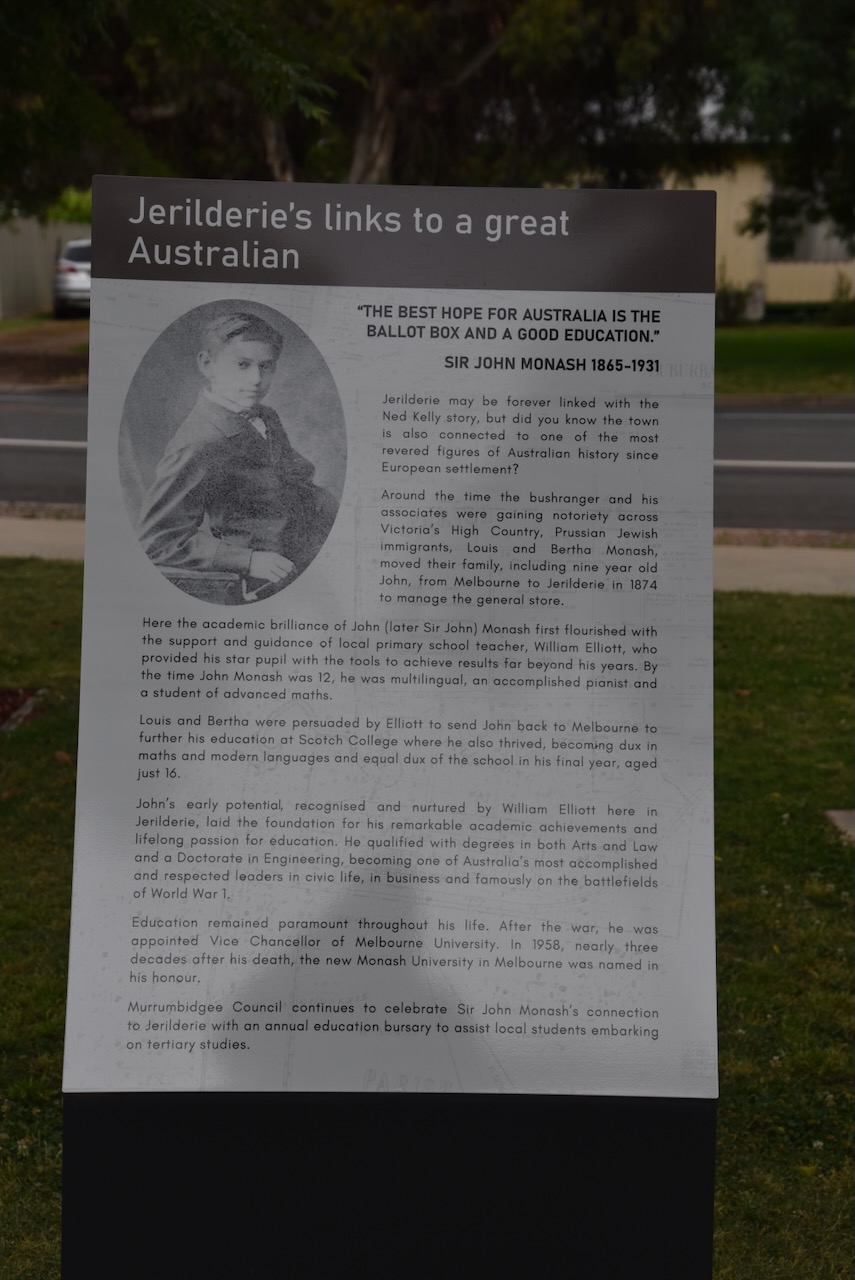 Jerilderie's links to a great
Australian
"THE BEST HOPE FOR AUSTRALIA IS THE
BALLOT BOX AND A GOOD EDUCATION."
SIR JOHN MONASH 1865-1931
Jerilderie may be forever linked with the
Ned Kelly story, but did you know the town
is also connected to one of the most
revered figures of Australian history since
European settlement?
Around the time the bushranger and his
associates were gaining notoriety across
Victoria's High Country, Prussian Jewish
immigrants, Louis and Bertha Monash,
moved their family, including nine year old
John, from Melbourne to Jerilderie in 1874
to manage the general store.
Here the academic brilliance of John (later Sir John) Monash first flourished with
the support and guidance of local primary school teacher, William Elliott, who
provided his star pupil with the tools to achieve results far beyond his years. By
the time John Monash was 12, he was multilingual, an accomplished pianist and
a student of advanced maths.
Louis and Bertha were persuaded by Elliott to send John back to Melbourne to
further his education at Scotch College where he also thrived, becoming dux in
maths and modern languages and equal dux of the school in his final year, aged
just 16.
John's early potential, recognised and nurtured by William Elliott here in
Jerilderie, laid the foundation for his remarkable academic achievements and
lifelong passion for education. He qualified with degrees in both Arts and Law
and a Doctorate in Engineering, becoming one of Australia's most accomplished
and respected leaders in civic life, in business and famously on the battlefields
of World War 1.
Education remained paramount throughout his life. After the war, he was
appointed Vice Chancellor of Melbourne University. In 1958, nearly three
decades after his death, the new Monash University in Melbourne was named in
his honour.
Murrumbidgee Council continues to celebrate Sir John Monash's connection
to Jerilderie with an annual education bursary to assist local students embarking
on tertiary studies.
PARISH